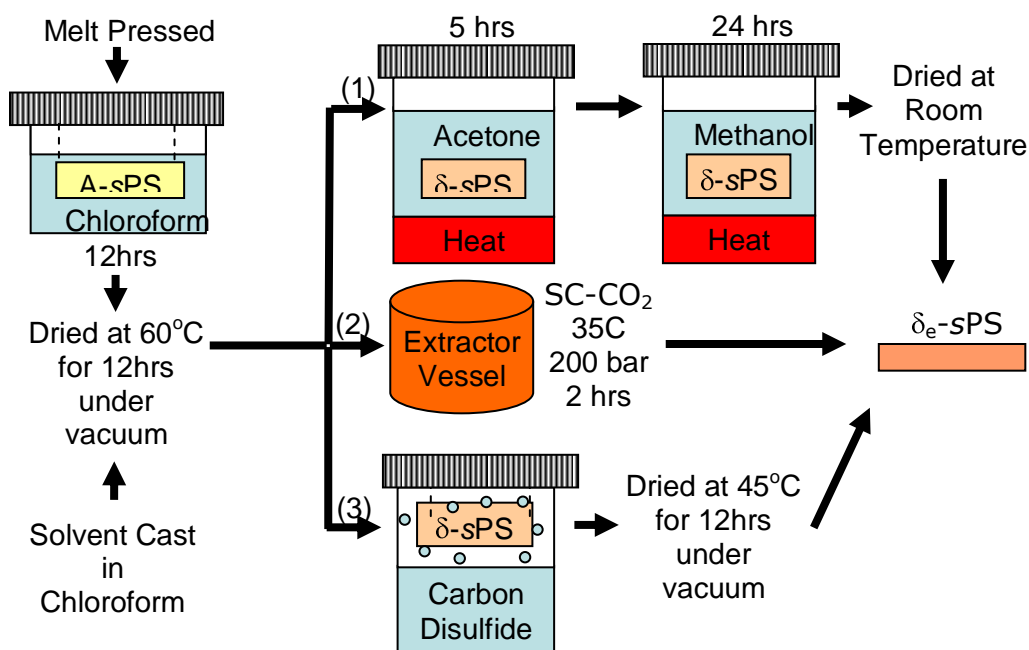 Melt Pressed
A-sPS
Chloroform
12hrs
Dried at 60°C
for 12hrs
under
vacuum
Solvent Cast
in
Chloroform
(1)
5 hrs
Acetone
δ-sPS
Heat
24 hrs
Methanol
δ-sPS
Heat
Dried at
Room
Temperature
(2)
Extractor
Vessel
SC-CO₂
35C
200 bar
2 hrs
δₑ-sPS
(3)
δ-sPS
Carbon
Disulfide
Dried at 45°C
for 12hrs
under
vacuum